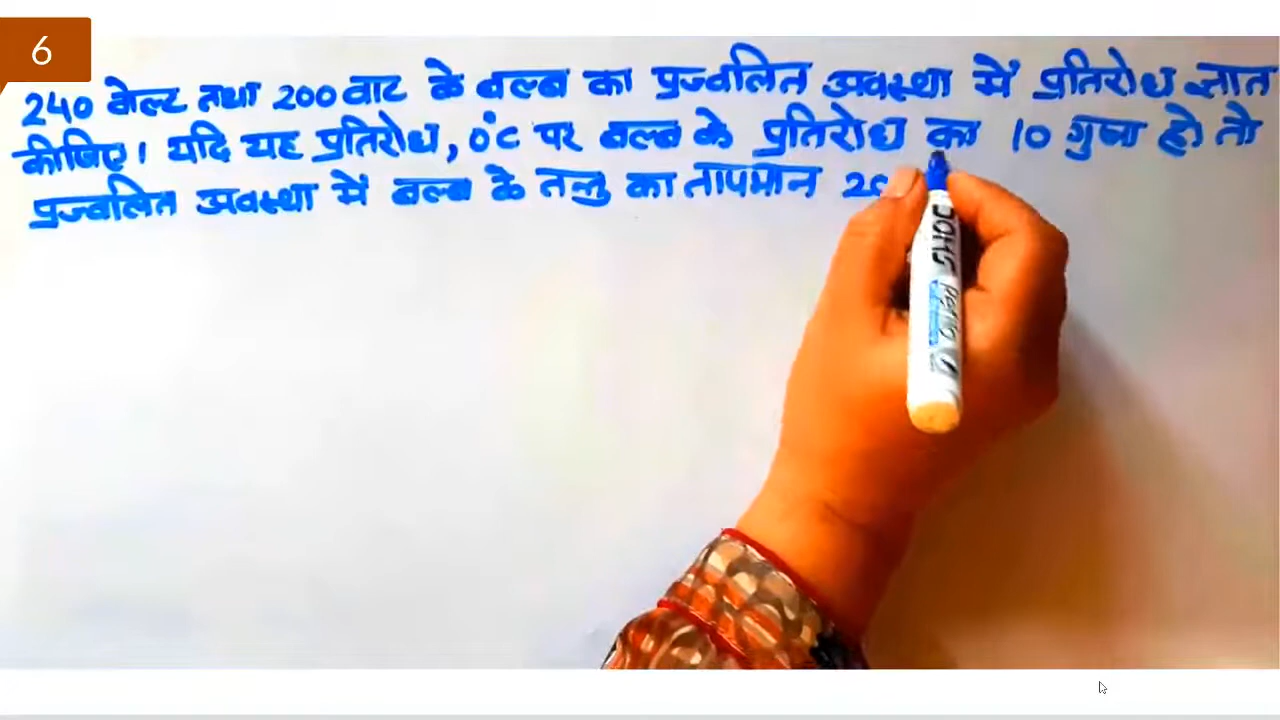 6
240 वोल्ट तथा 200 वाट के बल्ब का प्रज्वलित अवस्था में प्रतिरोध ज्ञात
कीजिए। यदि यह प्रतिरोध, 0°C पर बल्ब के प्रतिरोध का 10 गुना हो तो
प्रज्वलित अवस्था में बल्ब के तन्तु का तापमान